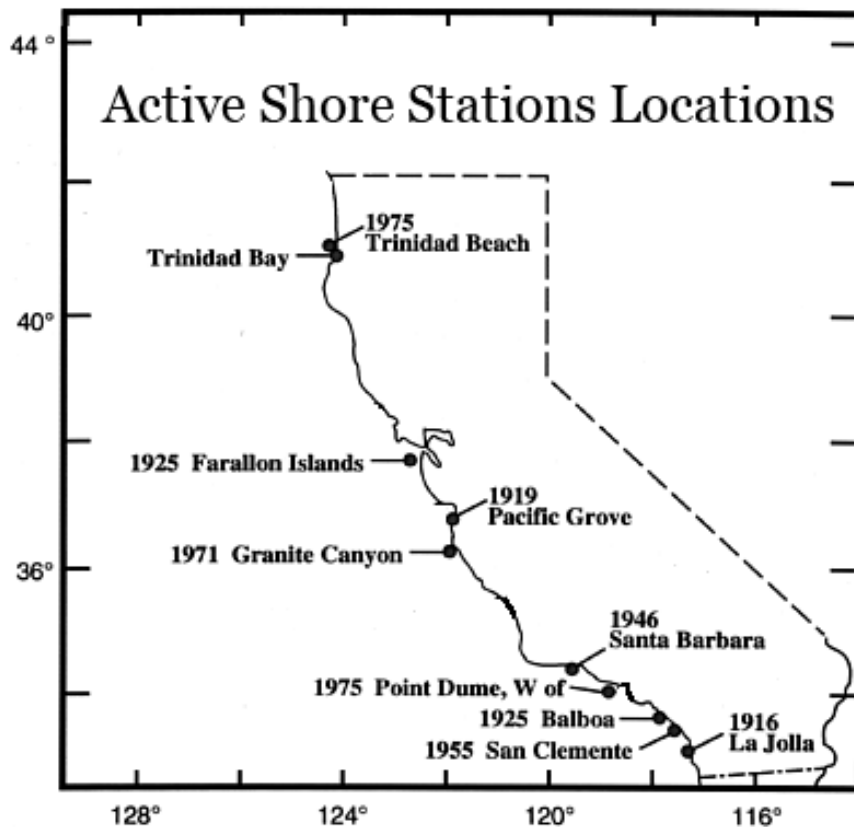 44°
Active Shore Stations Locations
1975
Trinidad Beach
Trinidad Bay
40°
1925 Farallon Islands
1919
Pacific Grove
1971 Granite Canyon
36°
1946
Santa Barbara
1975 Point Dume, W of
1925 Balboa
1916
La Jolla
1955 San Clemente
128° 124° 120° 116°